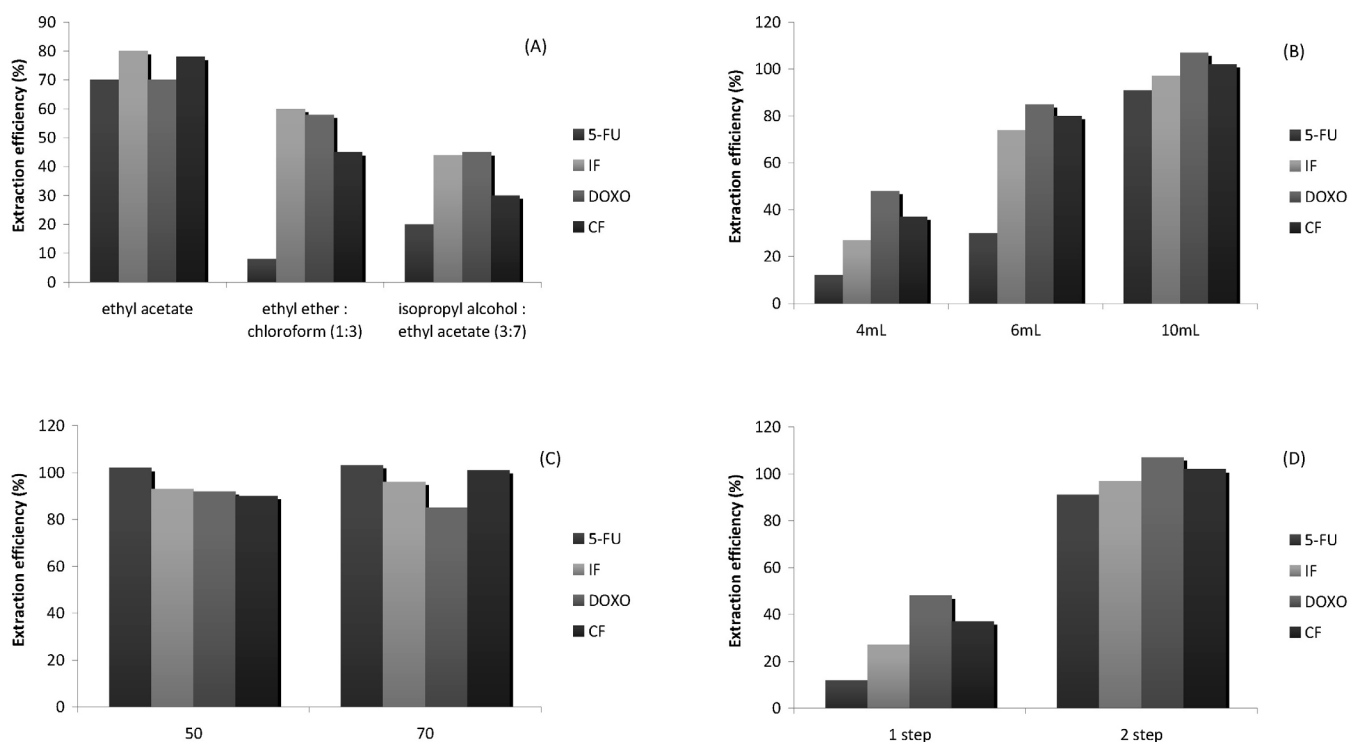 (A)
Extraction efficiency (%)
90
80
70
60
50
40
30
20
10
0
ethyl acetate
ethyl ether :
chloroform (1:3)
isopropyl alcohol :
ethyl acetate (3:7)
5-FU
IF
DOXO
CF
(B)
Extraction efficiency (%)
120
100
80
60
40
20
0
4mL
6mL
10mL
5-FU
IF
DOXO
CF
(C)
Extraction efficiency (%)
120
100
80
60
40
20
0
50
70
5-FU
IF
DOXO
CF
(D)
Extraction efficiency (%)
120
100
80
60
40
20
0
1 step
2 step
5-FU
IF
DOXO
CF